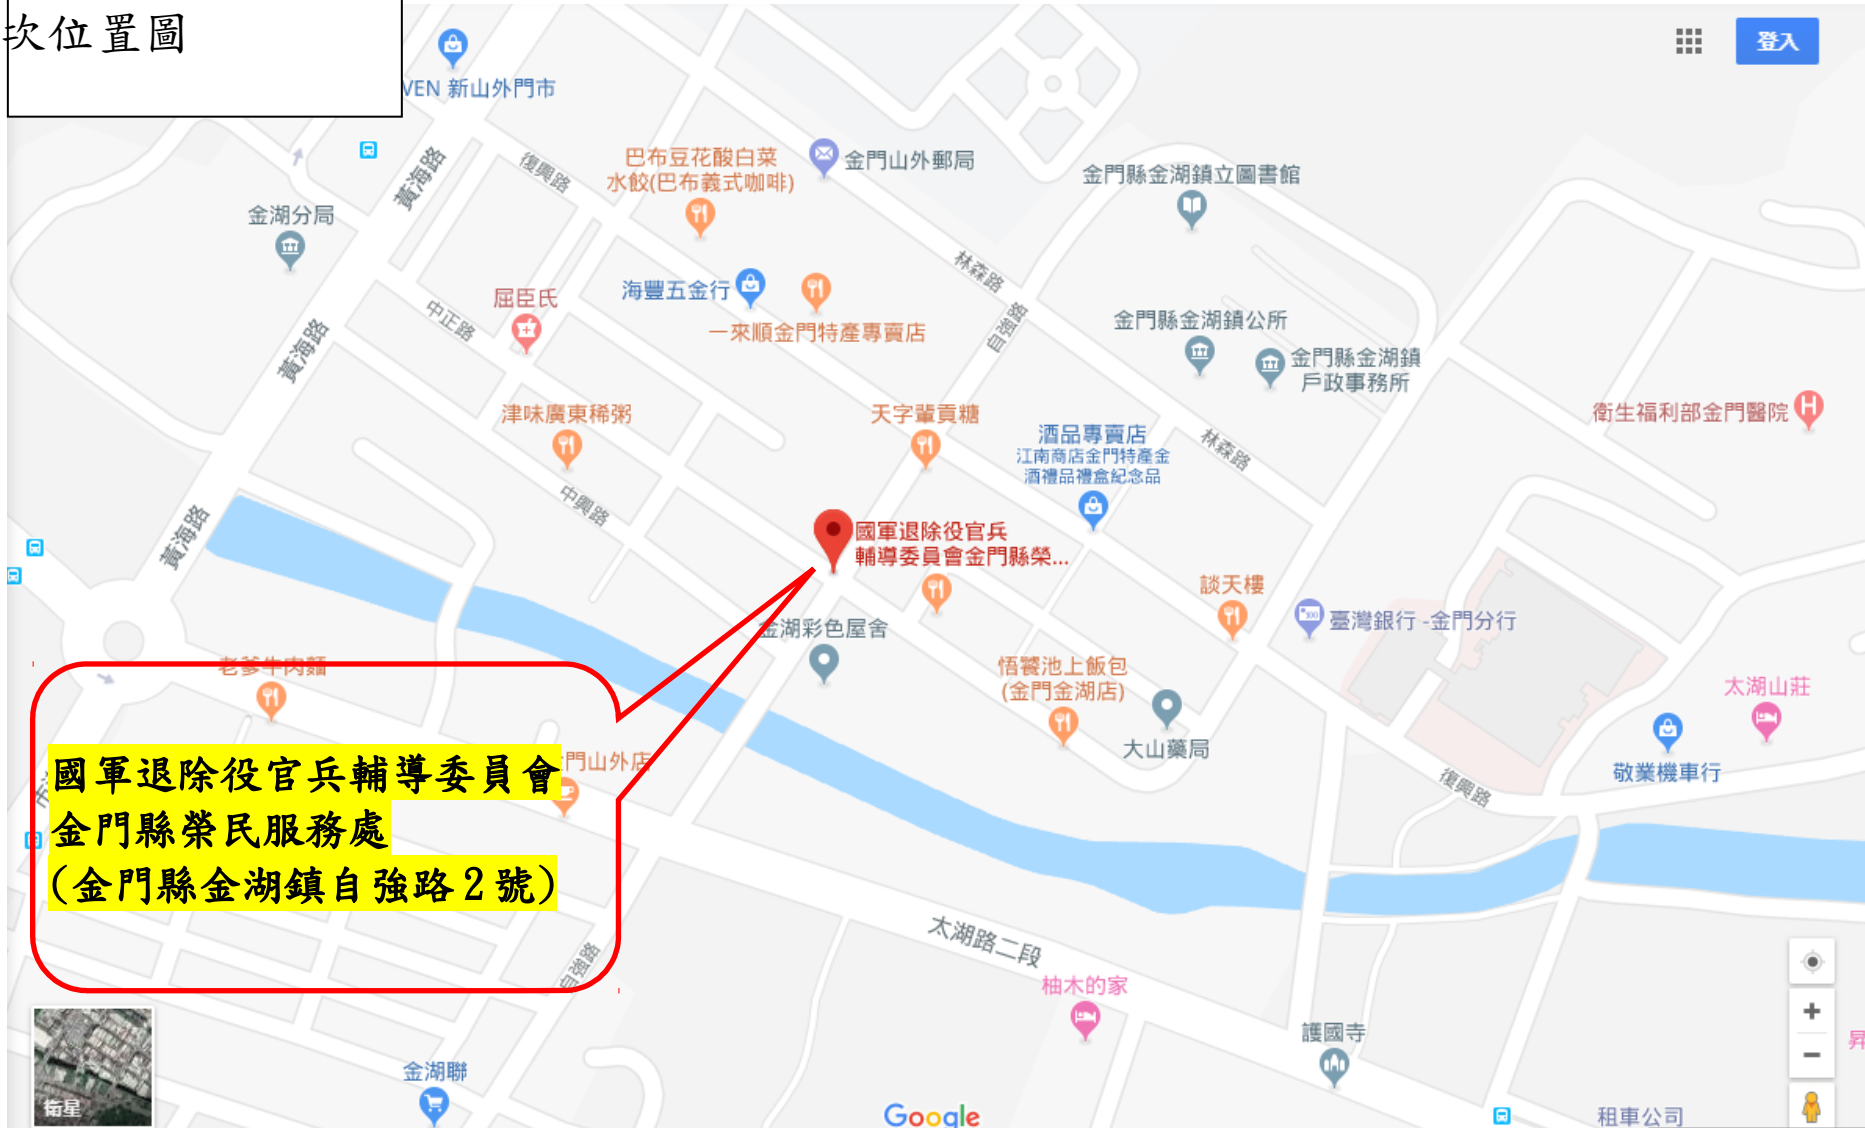 次位置圖
登入
VEN 新山外門市
黃海路
復興路
巴布豆花酸白菜
水餃(巴布義式咖啡)
金門山外郵局
金門縣金湖鎮立圖書館
金湖分局
林森路
屈臣氏
海豐五金行
中正路
一來順金門特產專賣店
自強路
金門縣金湖鎮公所
金門縣金湖鎮
戶政事務所
黃海路
津味廣東稀粥
天字輩貢糖
酒品專賣店
江南商店金門特產金
酒禮品禮盒紀念品
林森路
衛生福利部金門醫院
中興路
黃海路
國軍退除役官兵
輔導委員會金門縣榮...
談天樓
臺灣銀行 -金門分行
金湖彩色屋舍
老爹牛肉麵
悟饕池上飯包
(金門金湖店)
太湖山莊
大山藥局
門山外店
敬業機車行
復興路
國軍退除役官兵輔導委員會
金門縣榮民服務處
(金門縣金湖鎮自強路2號)
市
太湖路二段
自強路
柚木的家
護國寺
昇
金湖聯
衛星
Google
租車公司